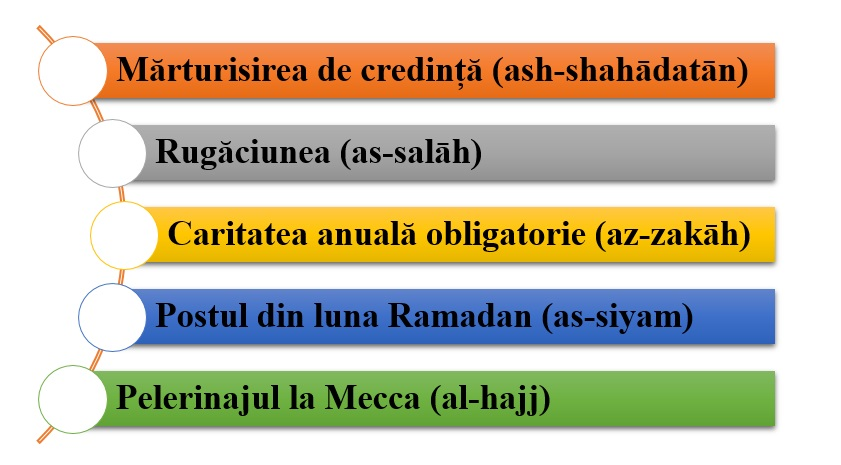 Mărturisirea de credință (ash-shahādatān)
Rugăciunea (as-salāh)
Caritatea anuală obligatorie (az-zakāh)
Postul din luna Ramadan (as-siyam)
Pelerinajul la Mecca (al-hajj)